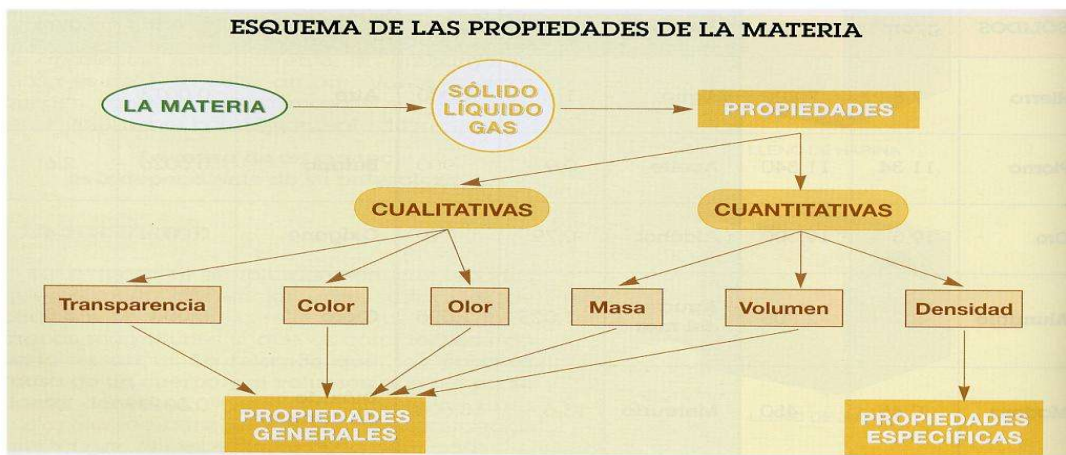 ESQUEMA DE LAS PROPIEDADES DE LA MATERIA
LA MATERIA
SÓLIDO
LÍQUIDO
GAS
PROPIEDADES
CUALITATIVAS
CUANTITATIVAS
Transparencia
Color
Olor
Masa
Volumen
Densidad
PROPIEDADES
GENERALES
PROPIEDADES
ESPECÍFICAS